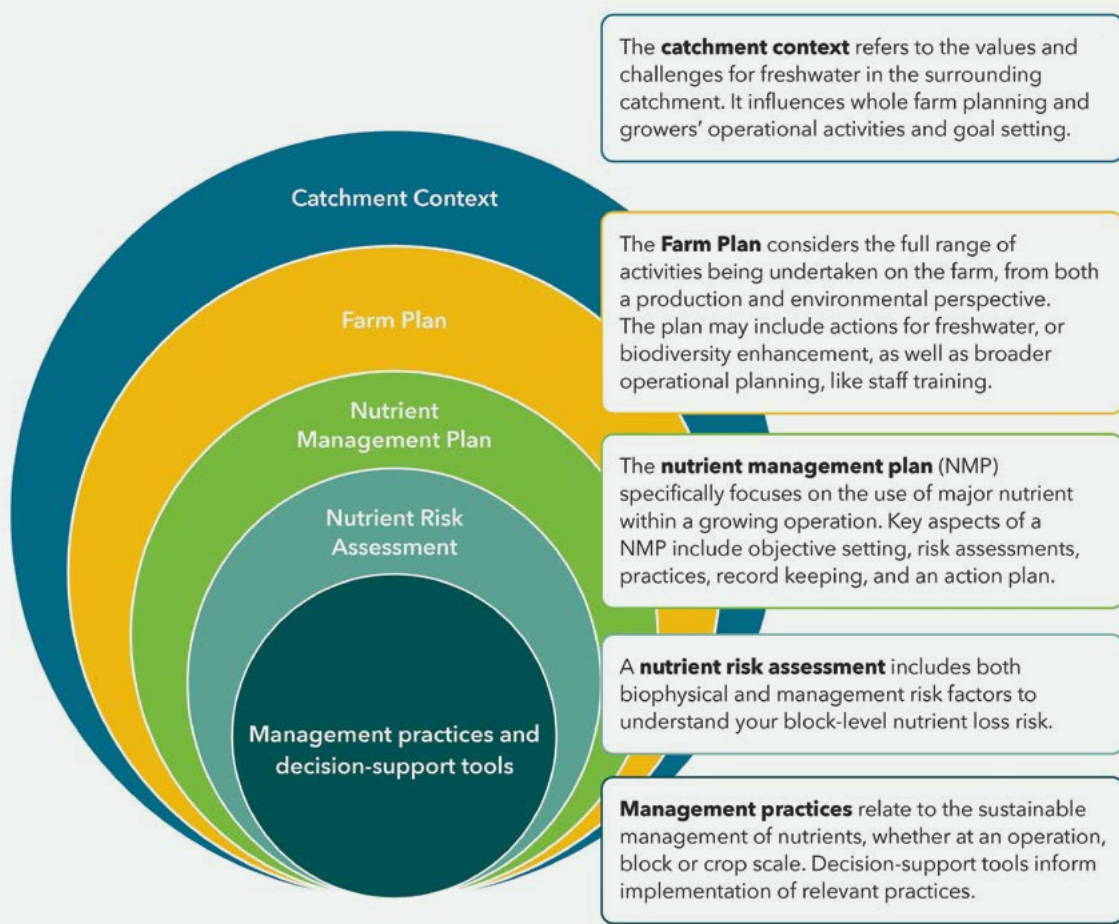 The catchment context refers to the values and
challenges for freshwater in the surrounding
catchment. It influences whole farm planning and
growers’ operational activities and goal setting.
Catchment Context
The Farm Plan considers the full range of
activities being undertaken on the farm, from both
a production and environmental perspective.
The plan may include actions for freshwater, or
biodiversity enhancement, as well as broader
operational planning, like staff training.
Farm Plan
Nutrient
Management Plan
The nutrient management plan (NMP)
specifically focuses on the use of major nutrient
within a growing operation. Key aspects of a
NMP include objective setting, risk assessments,
practices, record keeping, and an action plan.
Nutrient Risk
Assessment
A nutrient risk assessment includes both
biophysical and management risk factors to
understand your block-level nutrient loss risk.
Management practices and
decision-support tools
Management practices relate to the sustainable
management of nutrients, whether at an operation,
block or crop scale. Decision-support tools inform
implementation of relevant practices.